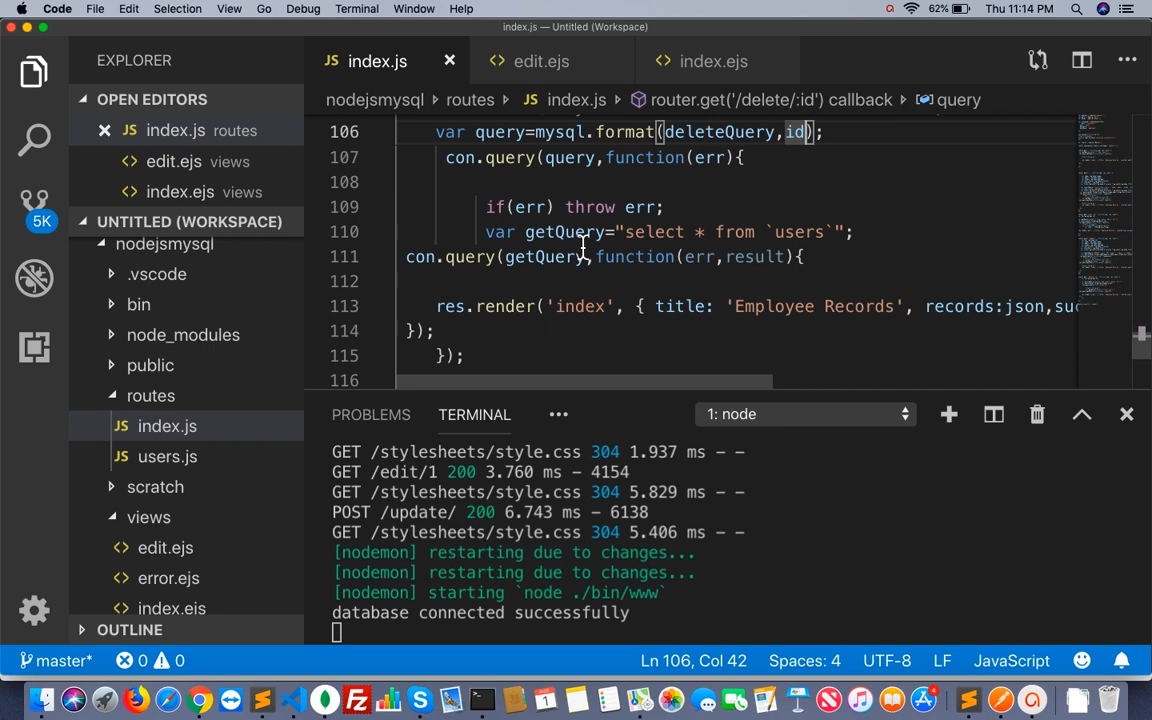 Code File Edit Selection View Go Debug Terminal Window Help 62% Thu 11:14 PM
index.js — Untitled (Workspace)
EXPLORER
JS index.js
edit.ejs
index.ejs
nodejsmysql routes JS index.js router.get('/delete/:id') callback query
OPEN EDITORS
JS index.js routes
edit.ejs views
index.ejs views
5K
UNTITLED (WORKSPACE)
nodejsmysql
.vscode
bin
node_modules
public
routes
JS index.js
JS users.js
scratch
views
edit.ejs
error.ejs
index.ejs
OUTLINE
106 var query=mysql.format(deleteQuery,id);
107 con.query(query,function(err){
108
109 if(err) throw err;
110 var getQuery="select * from `users`";
111 con.query(getQuery,function(err,result){
112
113 res.render('index', { title: 'Employee Records', records:json,suc
114 });
115 });
116
PROBLEMS TERMINAL ••• 1: node
GET /stylesheets/style.css 304 1.937 ms - -
GET /edit/1 200 3.760 ms - 4154
GET /stylesheets/style.css 304 5.829 ms - -
POST /update/ 200 6.743 ms - 6138
GET /stylesheets/style.css 304 5.406 ms - -
[nodemon] restarting due to changes...
[nodemon] restarting due to changes...
[nodemon] starting `node ./bin/www`
database connected successfully
master* 0 0 Ln 106, Col 42 Spaces: 4 UTF-8 LF JavaScript